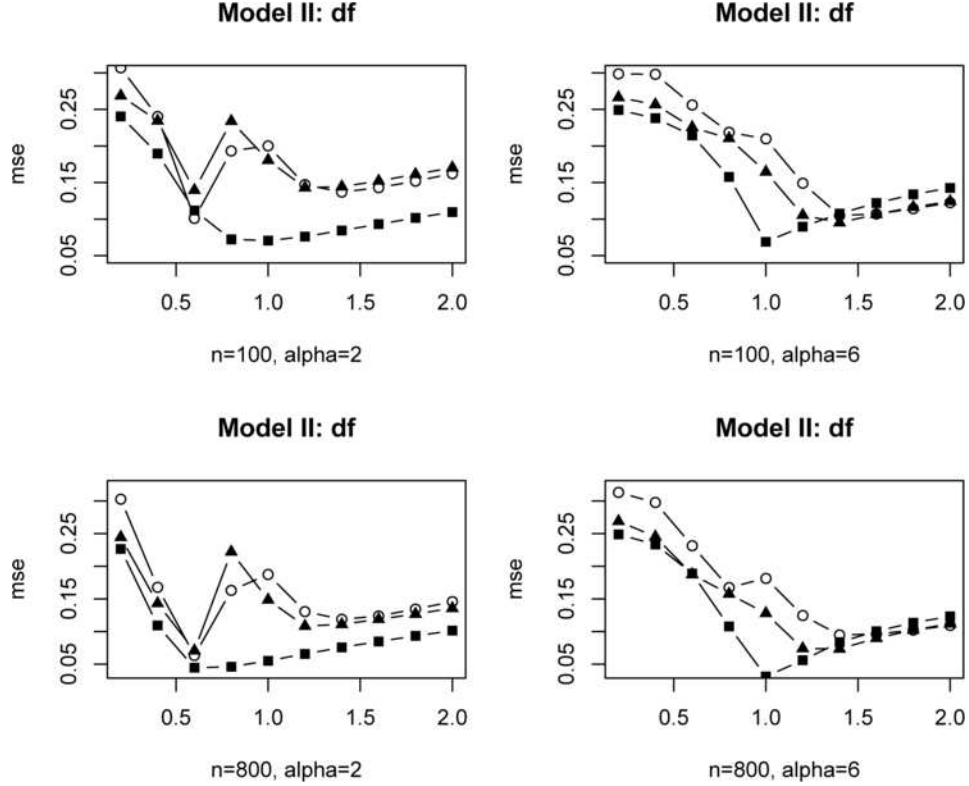 Model II: df
mse
0.25
0.15
0.05
0.5 1.0 1.5 2.0
n=100, alpha=2
Model II: df
mse
0.25
0.15
0.05
0.5 1.0 1.5 2.0
n=100, alpha=6
Model II: df
mse
0.25
0.15
0.05
0.5 1.0 1.5 2.0
n=800, alpha=2
Model II: df
mse
0.25
0.15
0.05
0.5 1.0 1.5 2.0
n=800, alpha=6